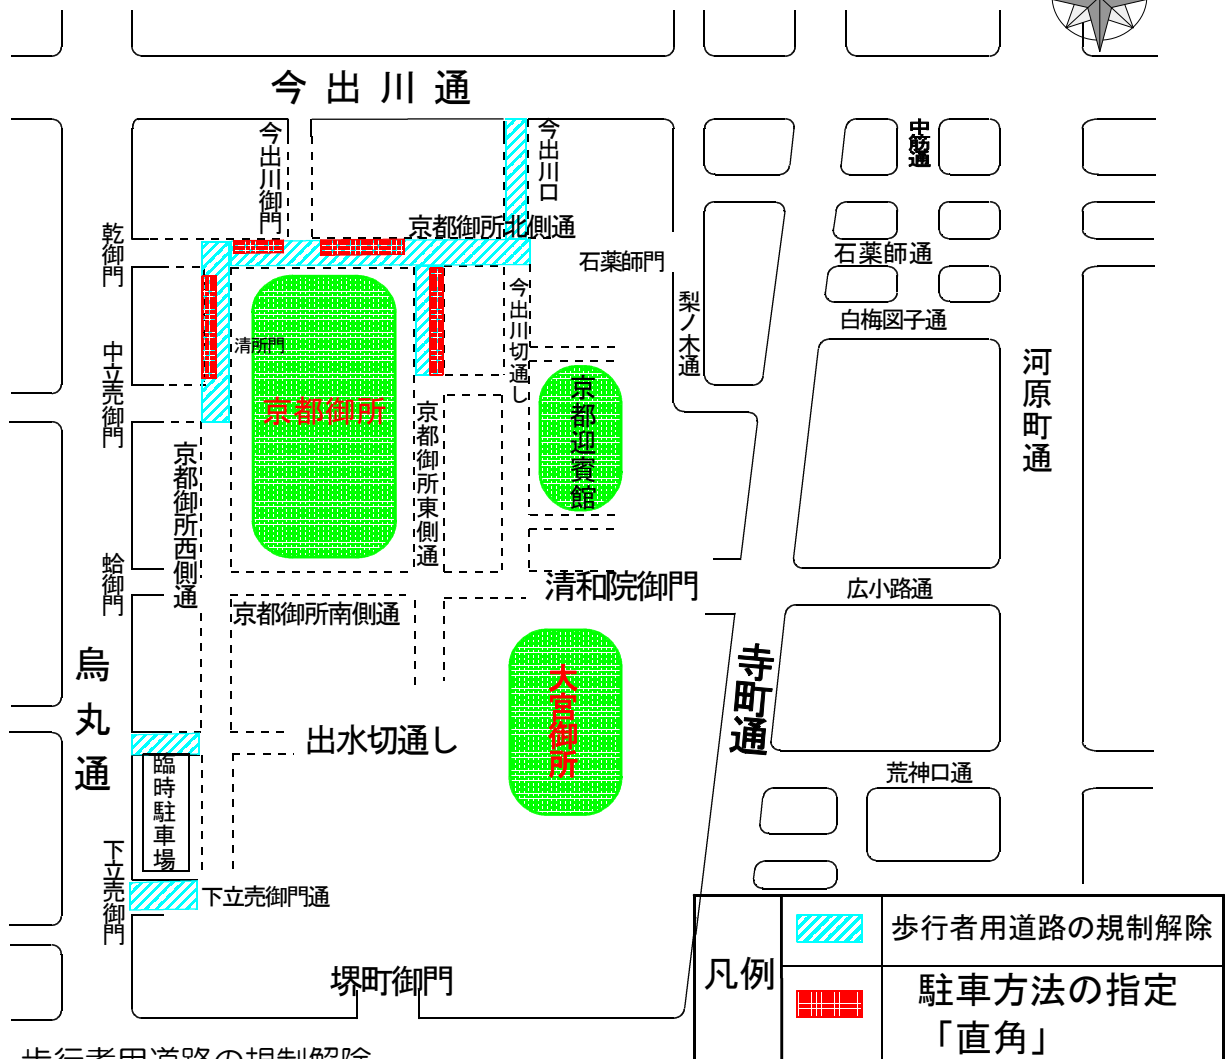 今出川通
今出川御門
今出川口
中筋通
京都御所北側通
乾御門
石薬師門
石薬師通
今出川切通し
梨ノ木通
白梅図子通
清所門
中立売御門
河原町通
京都御所
京都御所東側通
京都迎賓館
京都御所西側通
蛤御門
清和院御門
広小路通
京都御所南側通
烏丸通
大宮御所
寺町通
出水切通し
臨時駐車場
荒神口通
下立売御門
下立売御門通
堺町御門
凡例
歩行者用道路の規制解除
駐車方法の指定
「直角」
歩行者用道路の規制解除